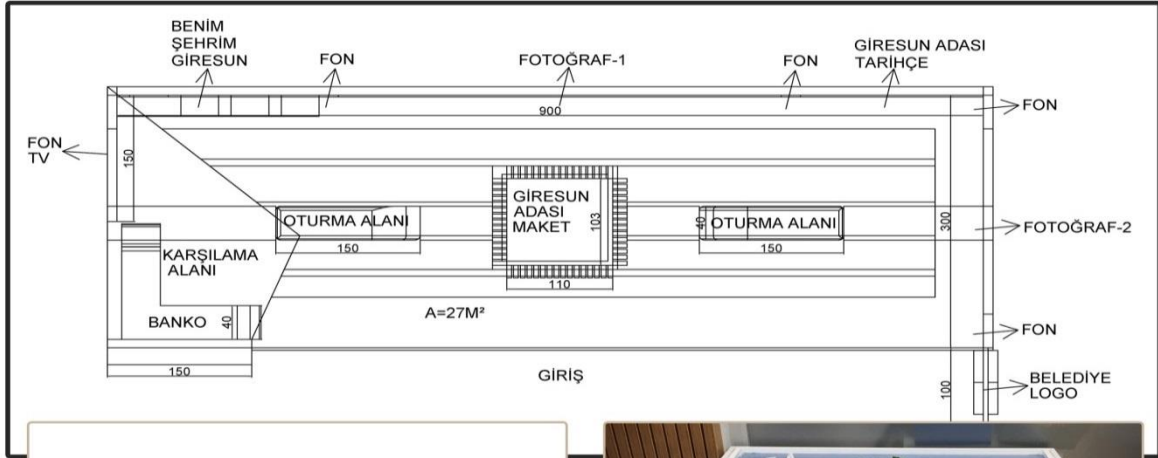 BENİM
ŞEHRİM
GİRESUN
FON
FOTOĞRAF-1
FON
GİRESUN ADASI
TARİHÇE
900
FON
FON
TV
150
OTURMA ALANI
150
GİRESUN
ADASI
MAKET
103
110
40
OTURMA ALANI
150
300
FOTOĞRAF-2
KARŞILAMA
ALANI
BANKO
40
150
A=27M²
FON
GİRİŞ
100
BELEDİYE
LOGO